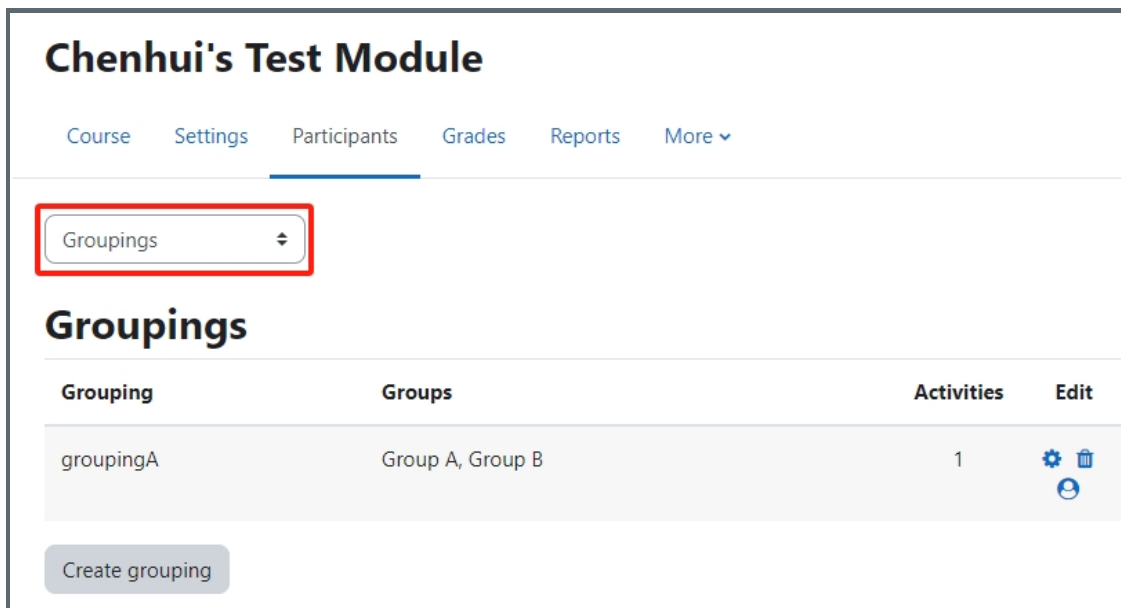 Chenhui's Test Module
Course Settings Participants Grades Reports More
Groupings
Groupings
Grouping Groups Activities Edit
groupingA Group A, Group B 1
Create grouping